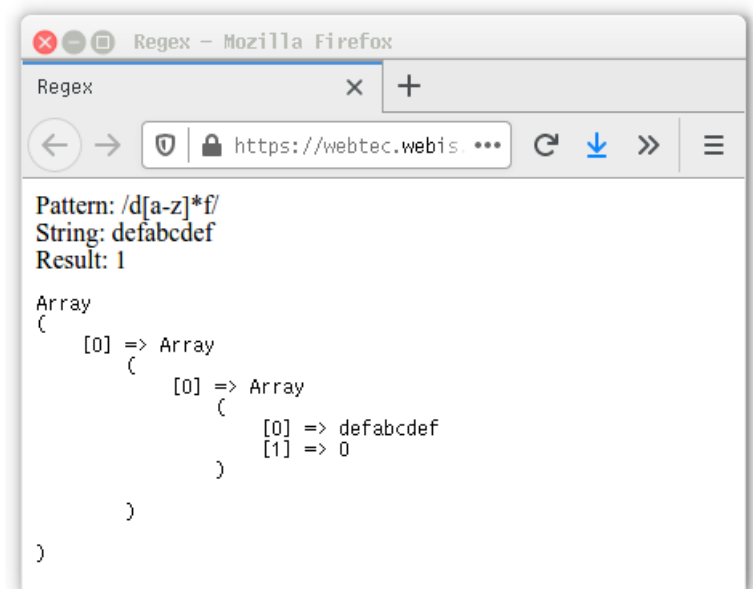 Regex - Mozilla Firefox
Regex
https://webtec.webis.
Pattern: /d[a-z]*f/
String: defabcdef
Result: 1
Array
(
    [0] => Array
        (
            [0] => Array
                (
                    [0] => defabcdef
                    [1] => 0
                )

        )

)